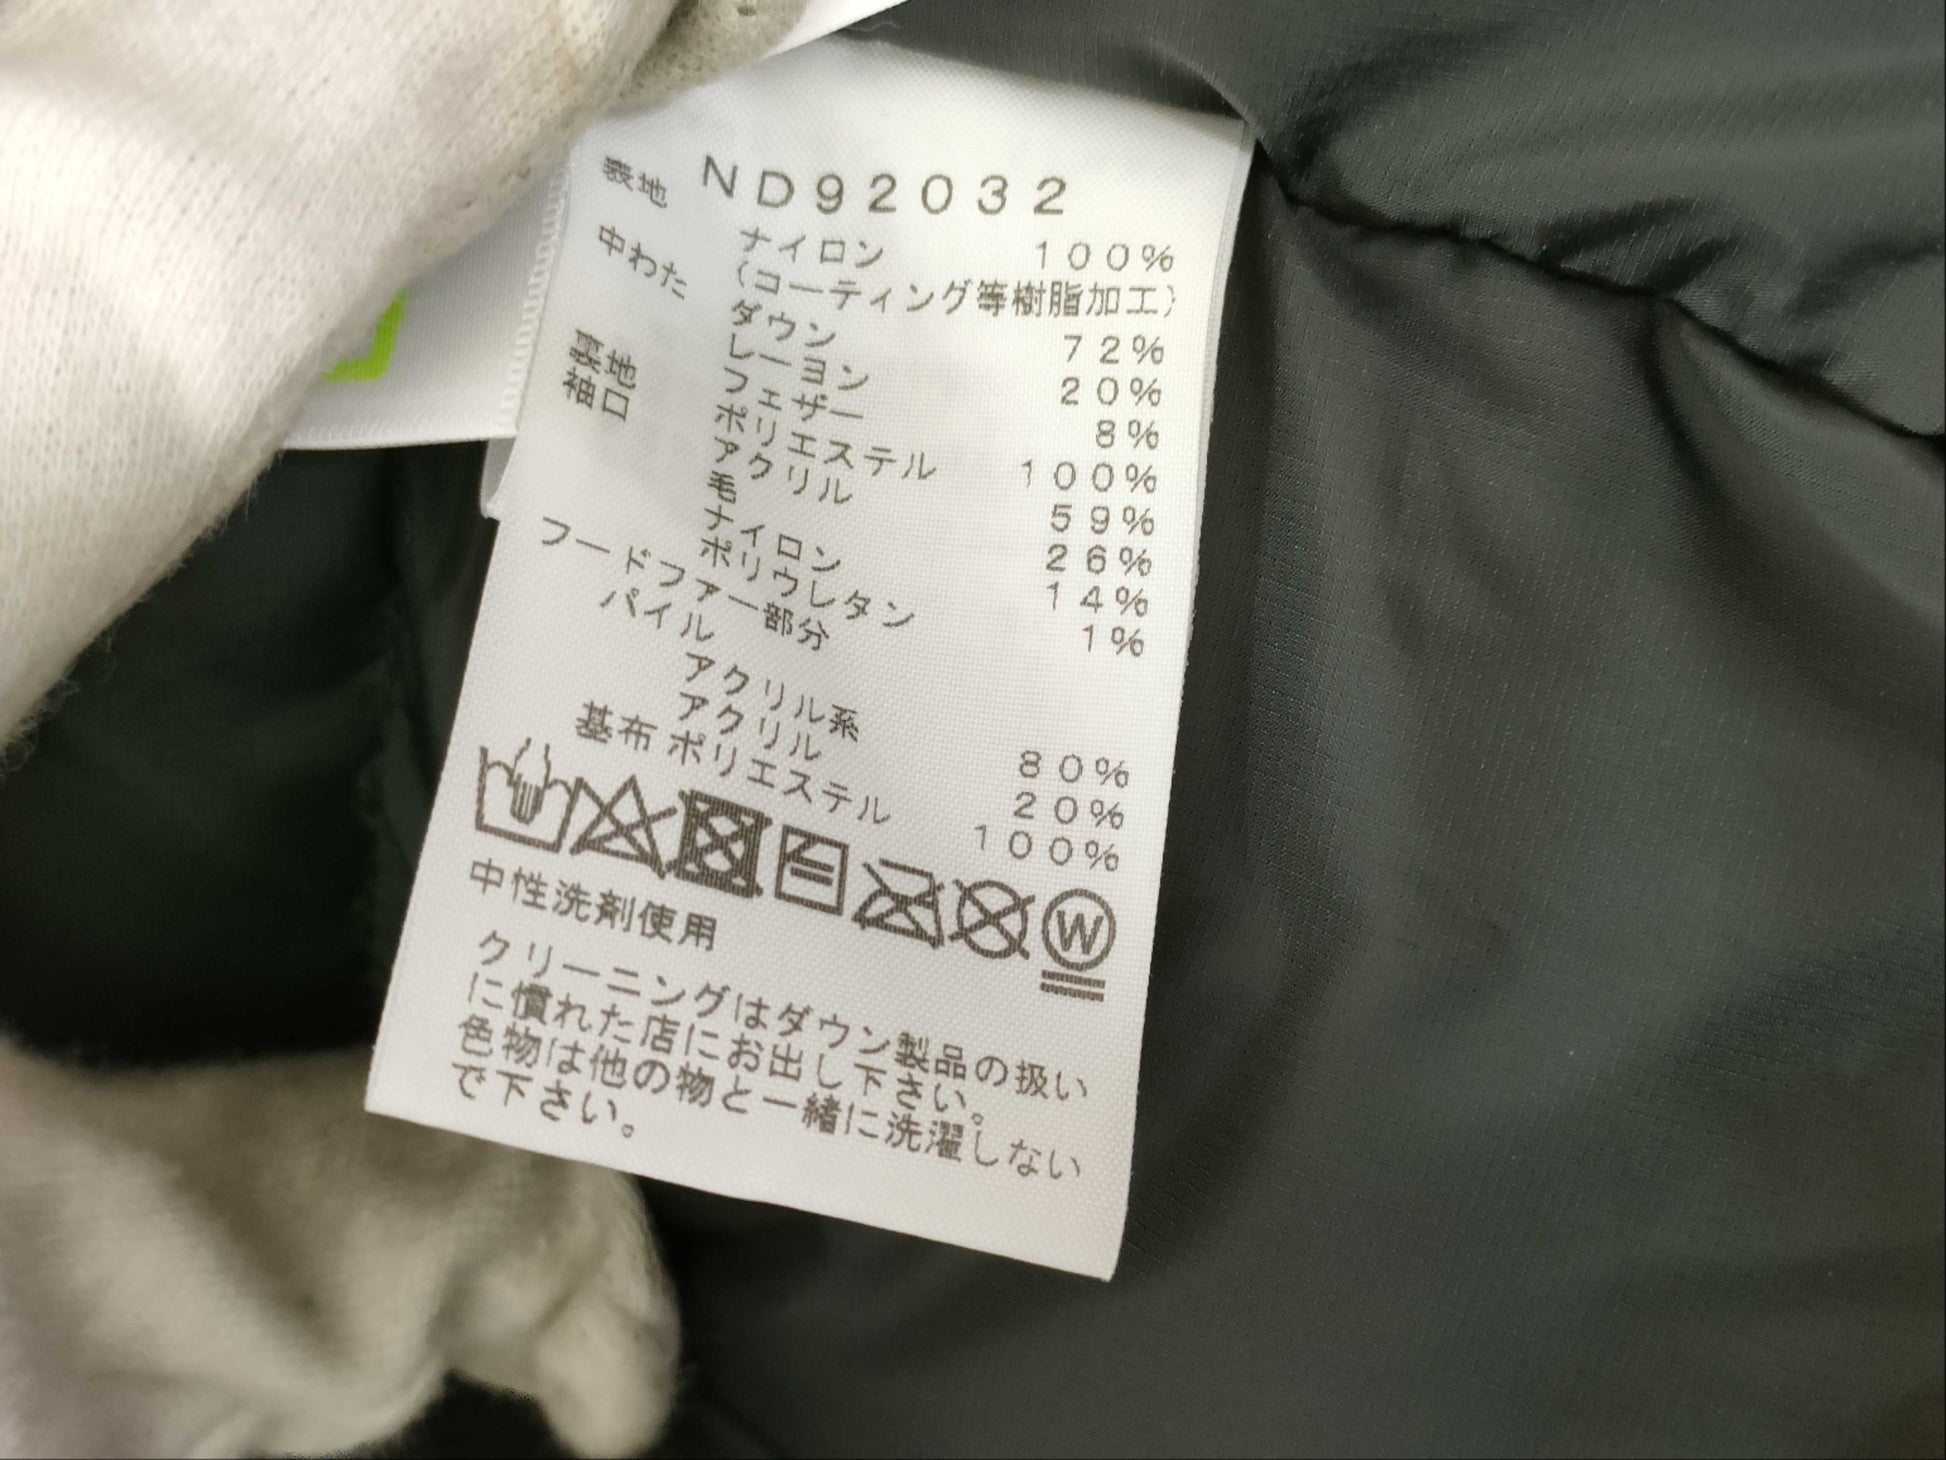 ND92032
表地 ナイロン 100%
(コーティング等樹脂加工)
中わた ダウン 72%
レーヨン 20%
フェザー 8%
裏地 ポリエステル 100%
袖口 アクリル 59%
毛 26%
ナイロン 14%
ポリウレタン 1%
フードファー部分
パイル
アクリル系 80%
アクリル 20%
基布 ポリエステル 100%
W
中性洗剤使用
クリーニングはダウン製品の扱い
に慣れた店にお出し下さい。
色物は他の物と一緒に洗濯しない
で下さい。